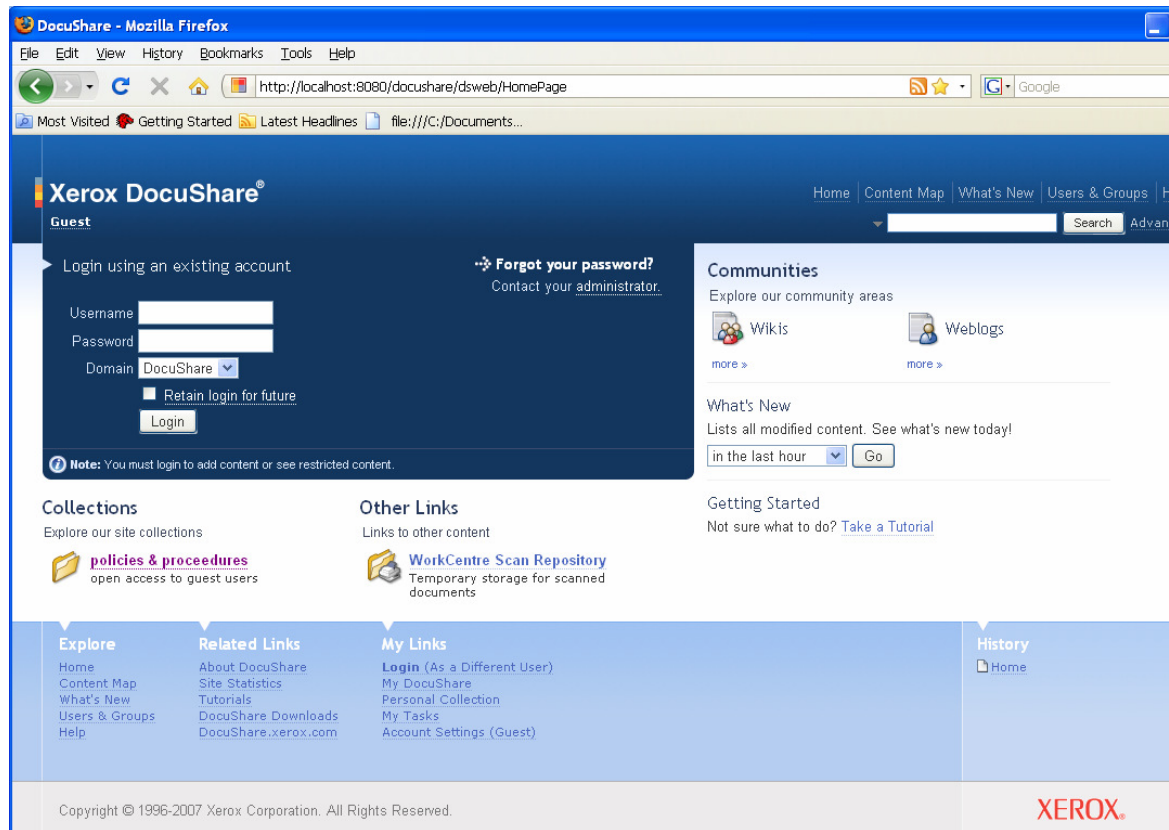 DocuShare - Mozilla Firefox
File Edit View History Bookmarks Tools Help
http://localhost:8080/docushare/dsweb/HomePage
G Google
Most Visited Getting Started Latest Headlines file:///C:/Documents...
Xerox DocuShare®
Home Content Map What's New Users & Groups
Guest
Search
Login using an existing account
Forgot your password?
Contact your administrator.
Username
Password
Domain DocuShare
Retain login for future
Login
Note: You must login to add content or see restricted content.
Communities
Explore our community areas
Wikis Weblogs
more » more »
What's New
Lists all modified content. See what's new today!
in the last hour Go
Getting Started
Not sure what to do? Take a Tutorial
Collections
Explore our site collections
policies & proceedures
open access to guest users
Other Links
Links to other content
WorkCentre Scan Repository
Temporary storage for scanned
documents
Explore
Home
Content Map
What's New
Users & Groups
Help
Related Links
About DocuShare
Site Statistics
Tutorials
DocuShare Downloads
DocuShare.xerox.com
My Links
Login (As a Different User)
My DocuShare
Personal Collection
My Tasks
Account Settings (Guest)
History
Home
Copyright © 1996-2007 Xerox Corporation. All Rights Reserved.
XEROX®